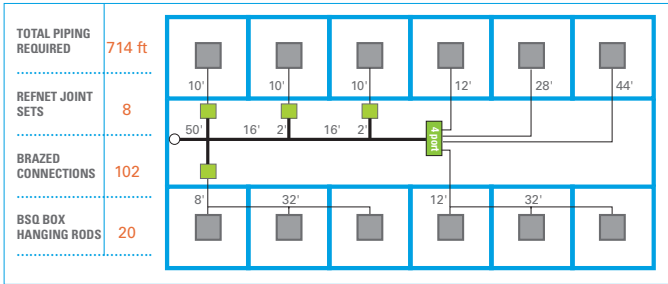 TOTAL PIPING
REQUIRED
714 ft
REFNET JOINT
SETS
8
BRAZED
CONNECTIONS
102
BSQ BOX
HANGING RODS
20
10' 10' 10' 12' 28' 44'
50' 16' 2' 16' 2'
4 port
8' 32' 12' 32'